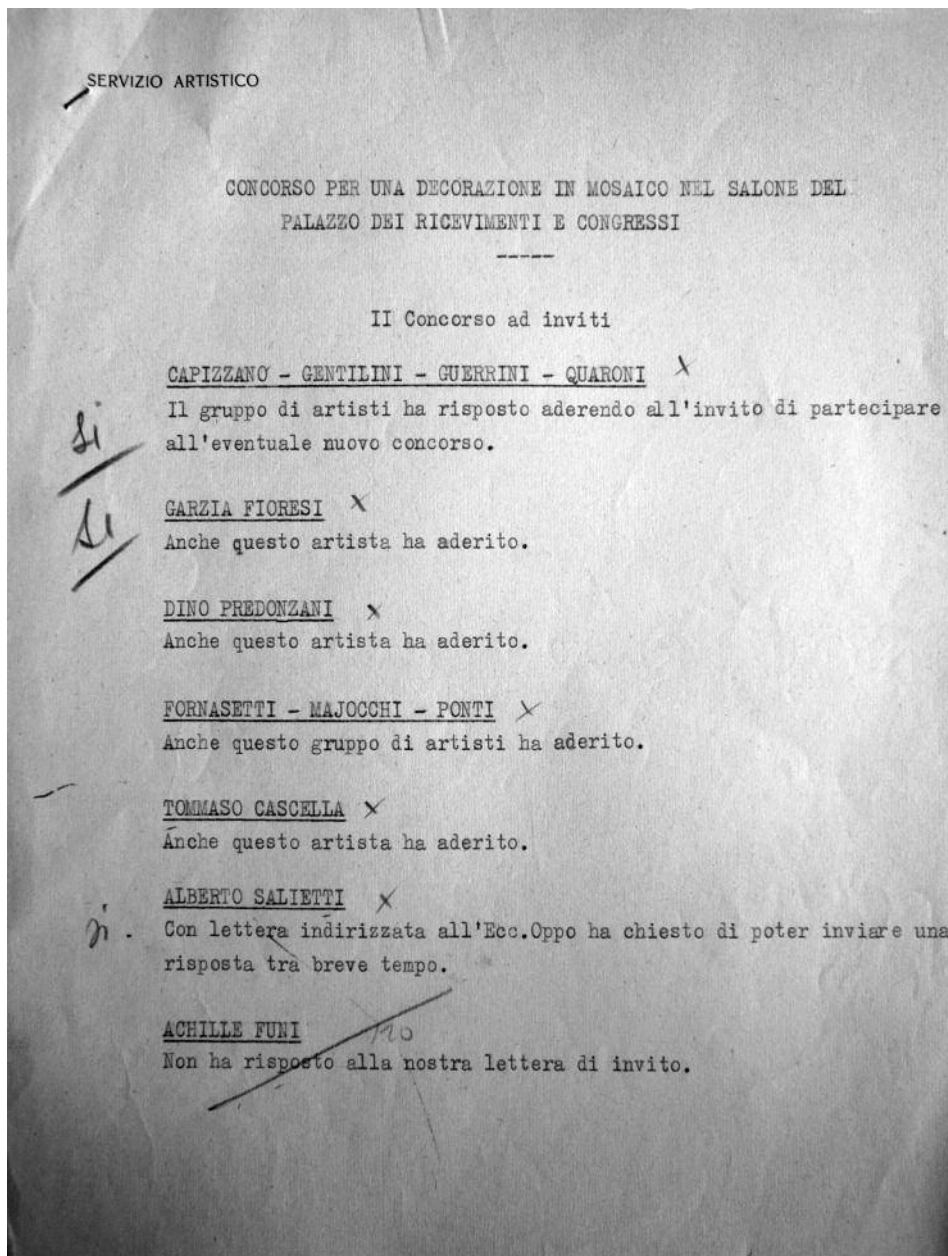 SERVIZIO ARTISTICO
CONCORSO PER UNA DECORAZIONE IN MOSAICO NEL SALONE DEL
PALAZZO DEI RICEVIMENTI E CONGRESSI
-----
II Concorso ad inviti
CAPIZZANO - GENTILINI - GUERRINI - QUARONI X
si
Il gruppo di artisti ha risposto aderendo all'invito di partecipare
all'eventuale nuovo concorso.
si
GARZIA FIORESI X
Anche questo artista ha aderito.
DINO PREDONZANI X
Anche questo artista ha aderito.
FORNASETTI - MAJOCCHI - PONTI X
Anche questo gruppo di artisti ha aderito.
TOMMASO CASCELLA X
Anche questo artista ha aderito.
ALBERTO SALIETTI X
si. Con lettera indirizzata all'Ecc.Oppo ha chiesto di poter inviare una
risposta tra breve tempo.
ACHILLE FUNI no
Non ha risposto alla nostra lettera di invito.